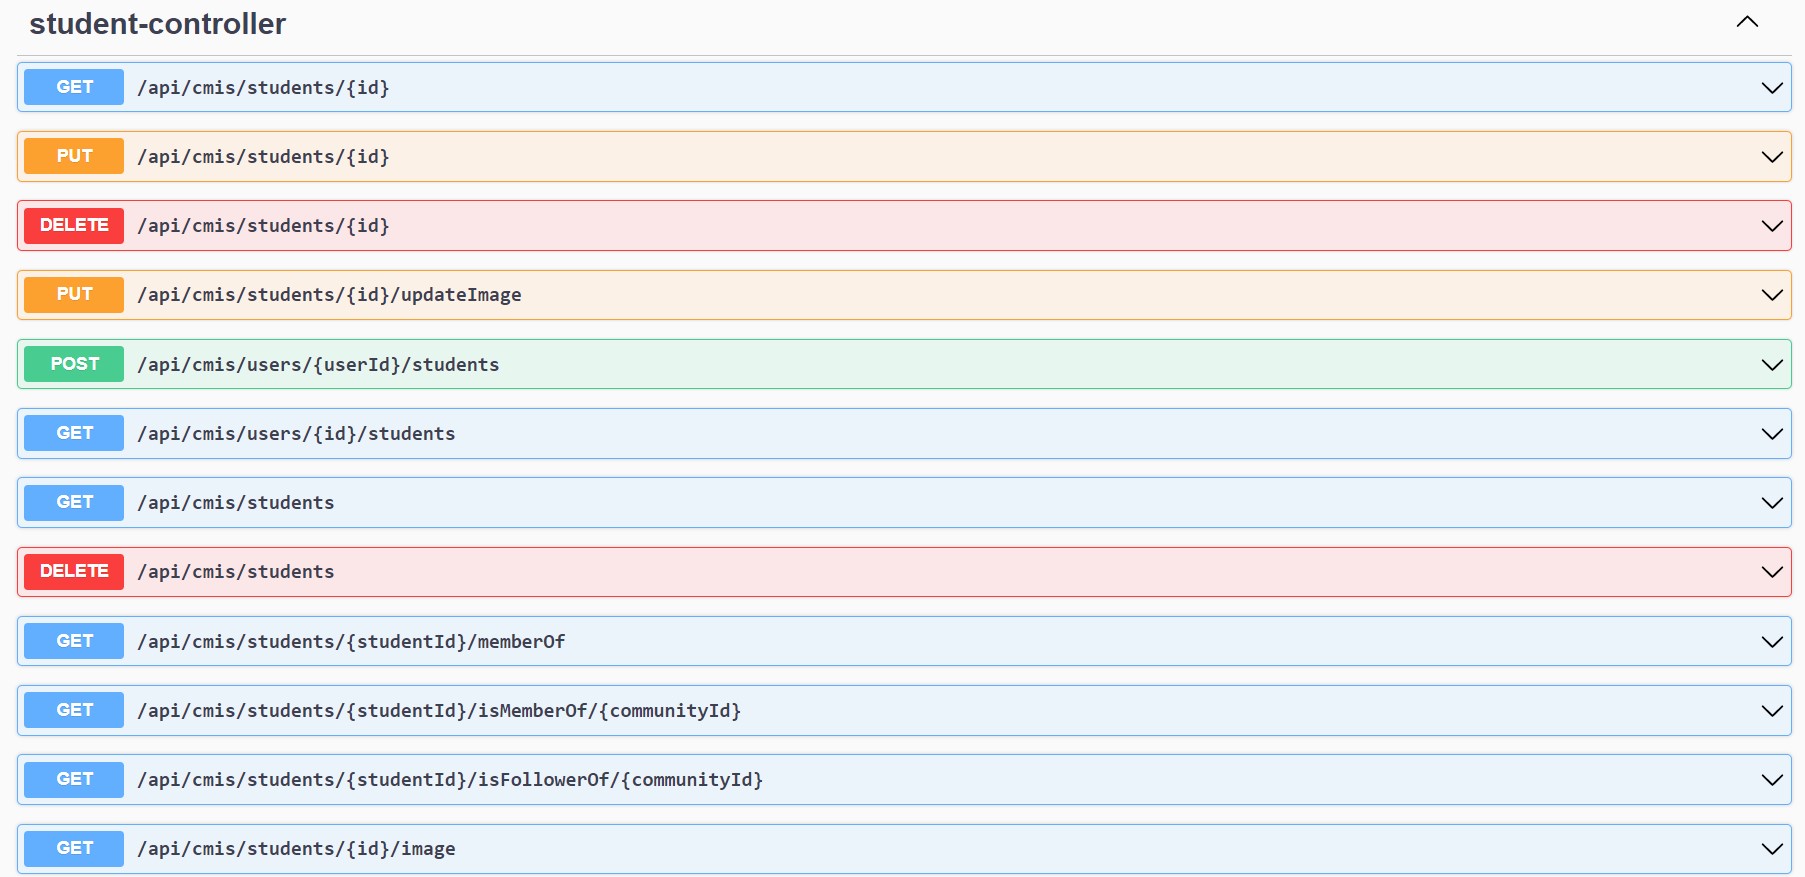 student-controller
GET /api/cmis/students/{id}
PUT /api/cmis/students/{id}
DELETE /api/cmis/students/{id}
PUT /api/cmis/students/{id}/updateImage
POST /api/cmis/users/{userId}/students
GET /api/cmis/users/{id}/students
GET /api/cmis/students
DELETE /api/cmis/students
GET /api/cmis/students/{studentId}/memberOf
GET /api/cmis/students/{studentId}/isMemberOf/{communityId}
GET /api/cmis/students/{studentId}/isFollowerOf/{communityId}
GET /api/cmis/students/{id}/image